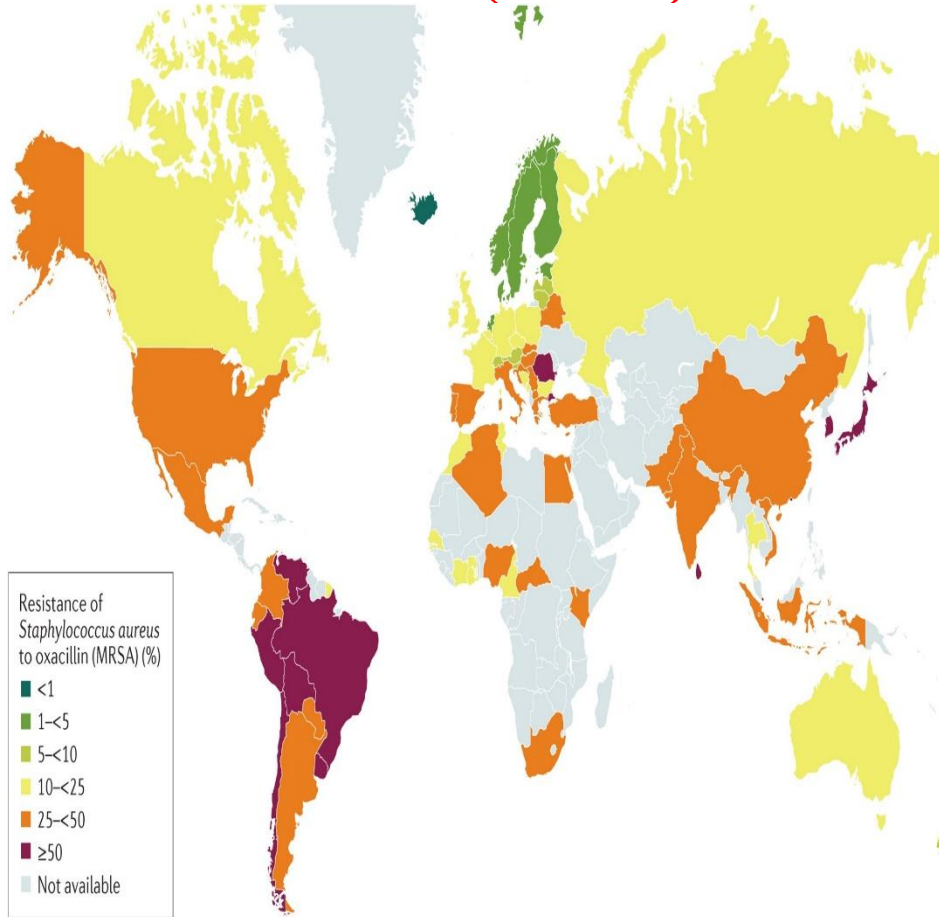 Resistance of
Staphylococcus aureus
to oxacillin (MRSA) (%)
<1
1–<5
5–<10
10–<25
25–<50
≥50
Not available